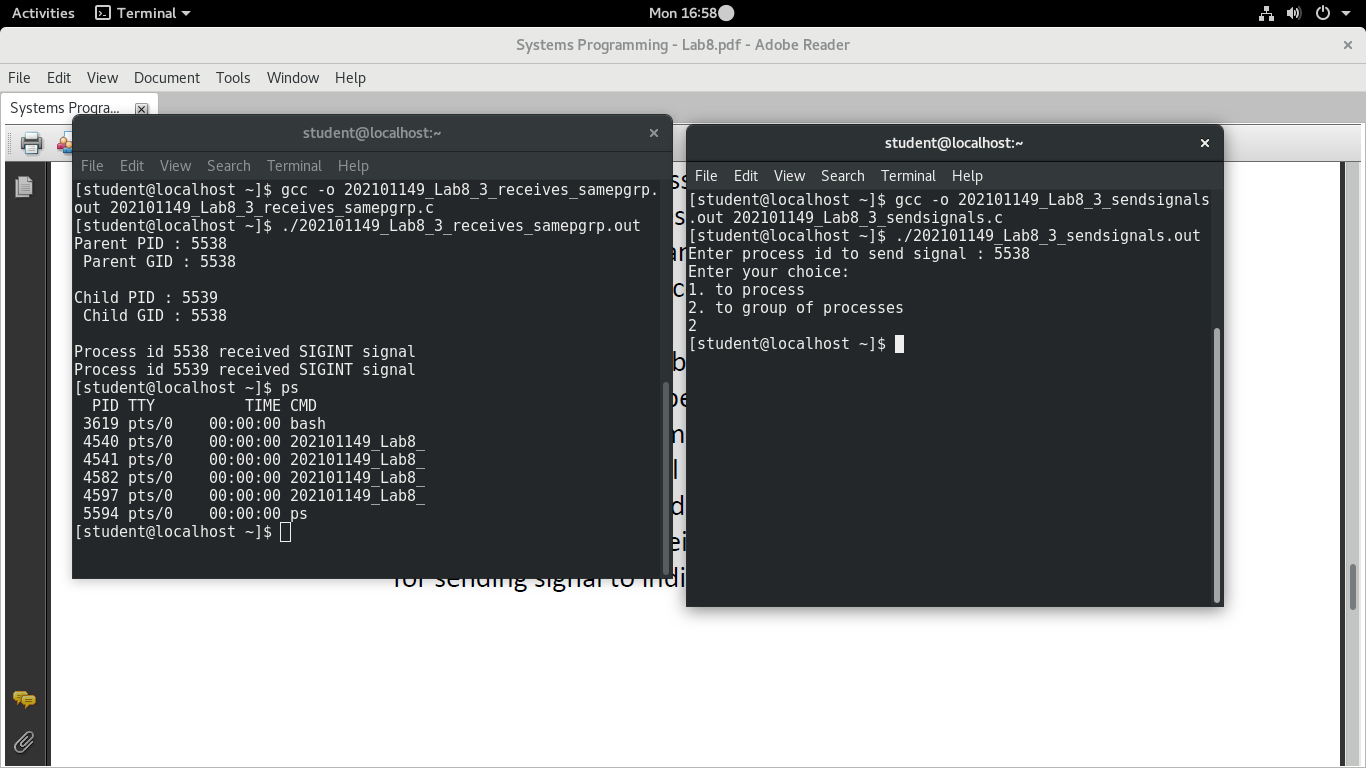 Activities Terminal Mon 16:58
Systems Programming - Lab8.pdf - Adobe Reader
File Edit View Document Tools Window Help
Systems Progra...
student@localhost:~
File Edit View Search Terminal Help
[student@localhost ~]$ gcc -o 202101149_Lab8_3_receives_samepgrp.
out 202101149_Lab8_3_receives_samepgrp.c
[student@localhost ~]$ ./202101149_Lab8_3_receives_samepgrp.out
Parent PID : 5538
 Parent GID : 5538
Child PID : 5539
 Child GID : 5538
Process id 5538 received SIGINT signal
Process id 5539 received SIGINT signal
[student@localhost ~]$ ps
  PID TTY          TIME CMD
 3619 pts/0    00:00:00 bash
 4540 pts/0    00:00:00 202101149_Lab8_
 4541 pts/0    00:00:00 202101149_Lab8_
 4582 pts/0    00:00:00 202101149_Lab8_
 4597 pts/0    00:00:00 202101149_Lab8_
 5594 pts/0    00:00:00 ps
[student@localhost ~]$
student@localhost:~
File Edit View Search Terminal Help
[student@localhost ~]$ gcc -o 202101149_Lab8_3_sendsignals
.out 202101149_Lab8_3_sendsignals.c
[student@localhost ~]$ ./202101149_Lab8_3_sendsignals.out
Enter process id to send signal : 5538
Enter your choice:
1. to process
2. to group of processes
2
[student@localhost ~]$
for sending signal to indi